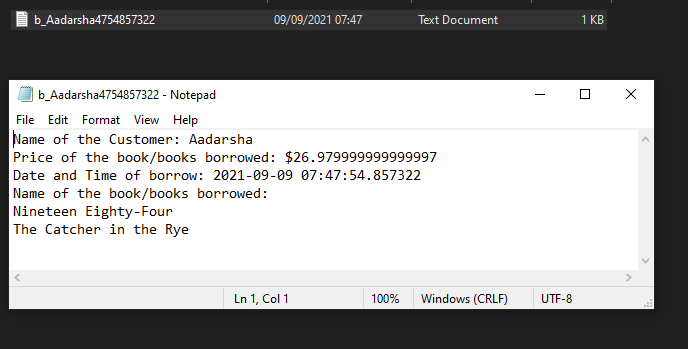 b_Aadarsha4754857322 09/09/2021 07:47 Text Document 1 KB
b_Aadarsha4754857322 - Notepad
File Edit Format View Help
Name of the Customer: Aadarsha
Price of the book/books borrowed: $26.979999999999997
Date and Time of borrow: 2021-09-09 07:47:54.857322
Name of the book/books borrowed:
Nineteen Eighty-Four
The Catcher in the Rye
Ln 1, Col 1 100% Windows (CRLF) UTF-8